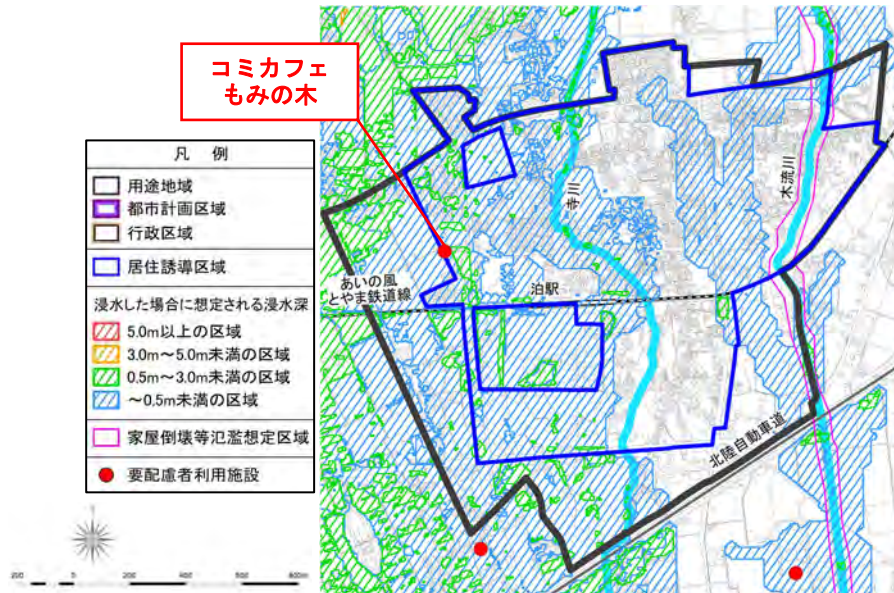 コミカフェ
もみの木
凡 例
用途地域
都市計画区域
行政区域
居住誘導区域
浸水した場合に想定される浸水深
5.0m以上の区域
3.0m～5.0m未満の区域
0.5m～3.0m未満の区域
～0.5m未満の区域
家屋倒壊等氾濫想定区域
要配慮者利用施設
寺川
木流川
あいの風
とやま鉄道線
泊駅
北陸自動車道
200 0 200 400 600m